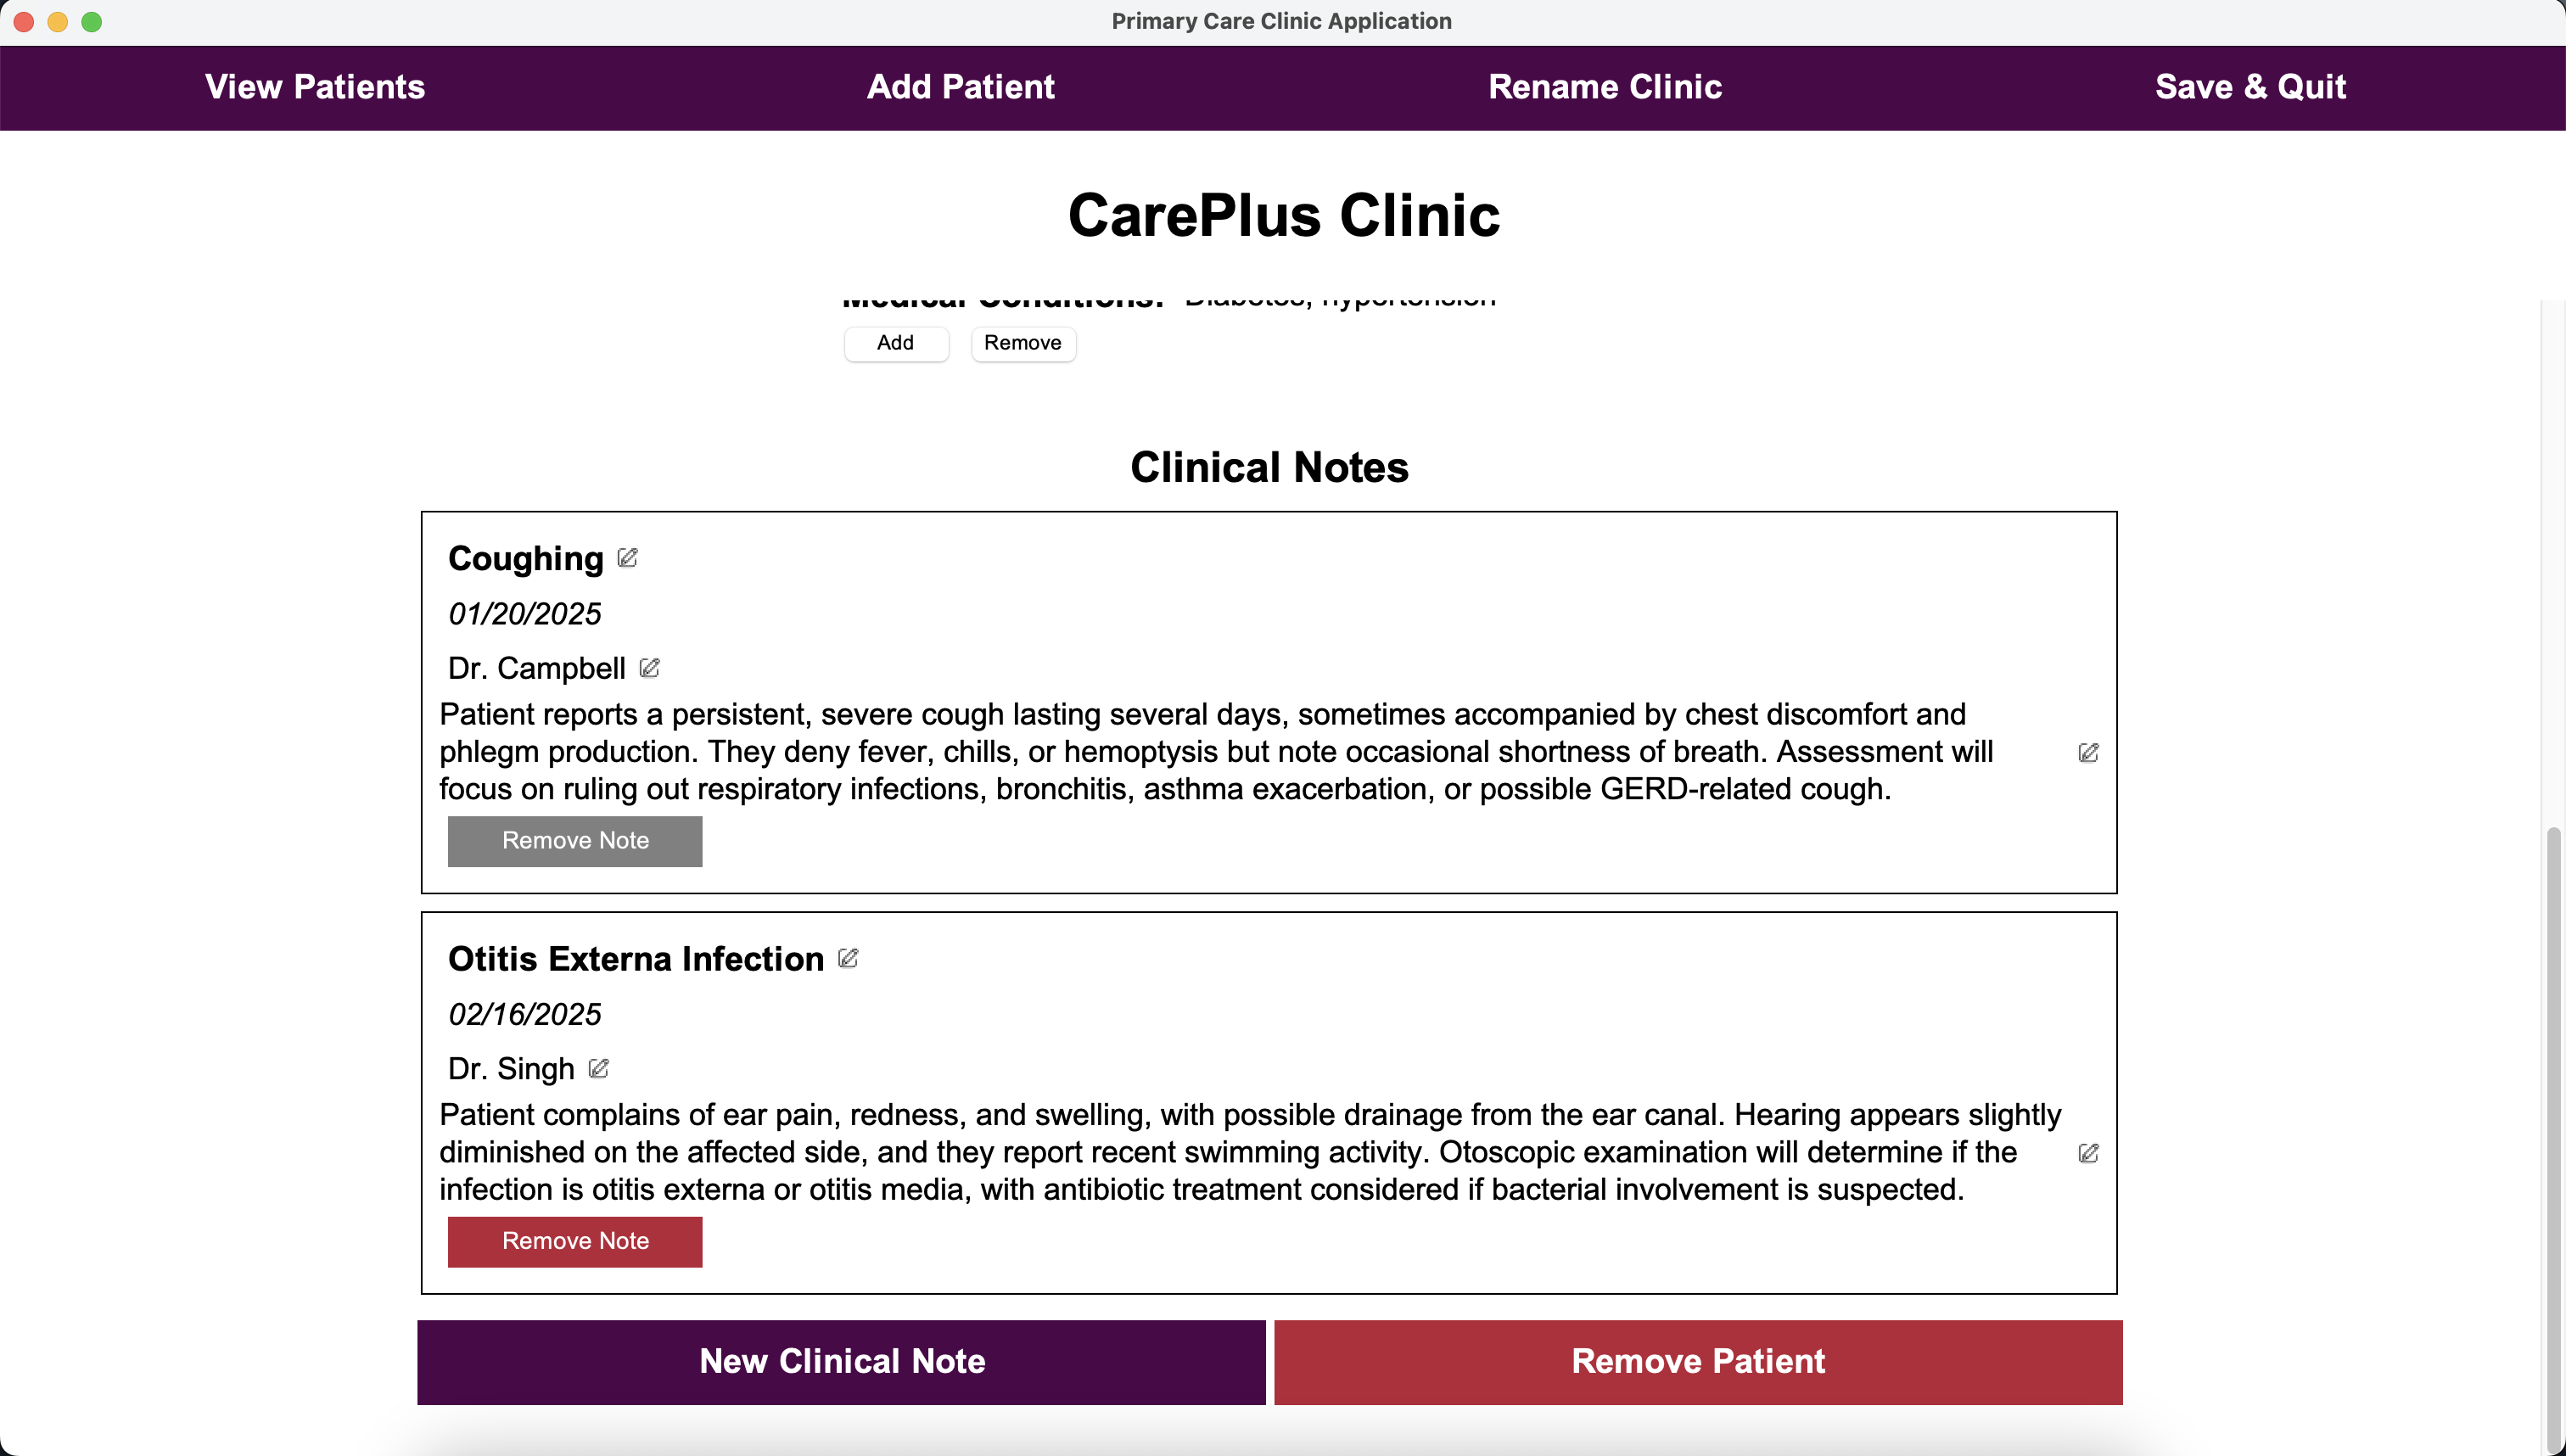 Primary Care Clinic Application
View Patients
Add Patient
Rename Clinic
Save & Quit
CarePlus Clinic
Medical Conditions: Diabetes, hypertension
Add
Remove
Clinical Notes
Coughing
01/20/2025
Dr. Campbell
Patient reports a persistent, severe cough lasting several days, sometimes accompanied by chest discomfort and
phlegm production. They deny fever, chills, or hemoptysis but note occasional shortness of breath. Assessment will
focus on ruling out respiratory infections, bronchitis, asthma exacerbation, or possible GERD-related cough.
Remove Note
Otitis Externa Infection
02/16/2025
Dr. Singh
Patient complains of ear pain, redness, and swelling, with possible drainage from the ear canal. Hearing appears slightly
diminished on the affected side, and they report recent swimming activity. Otoscopic examination will determine if the
infection is otitis externa or otitis media, with antibiotic treatment considered if bacterial involvement is suspected.
Remove Note
New Clinical Note
Remove Patient